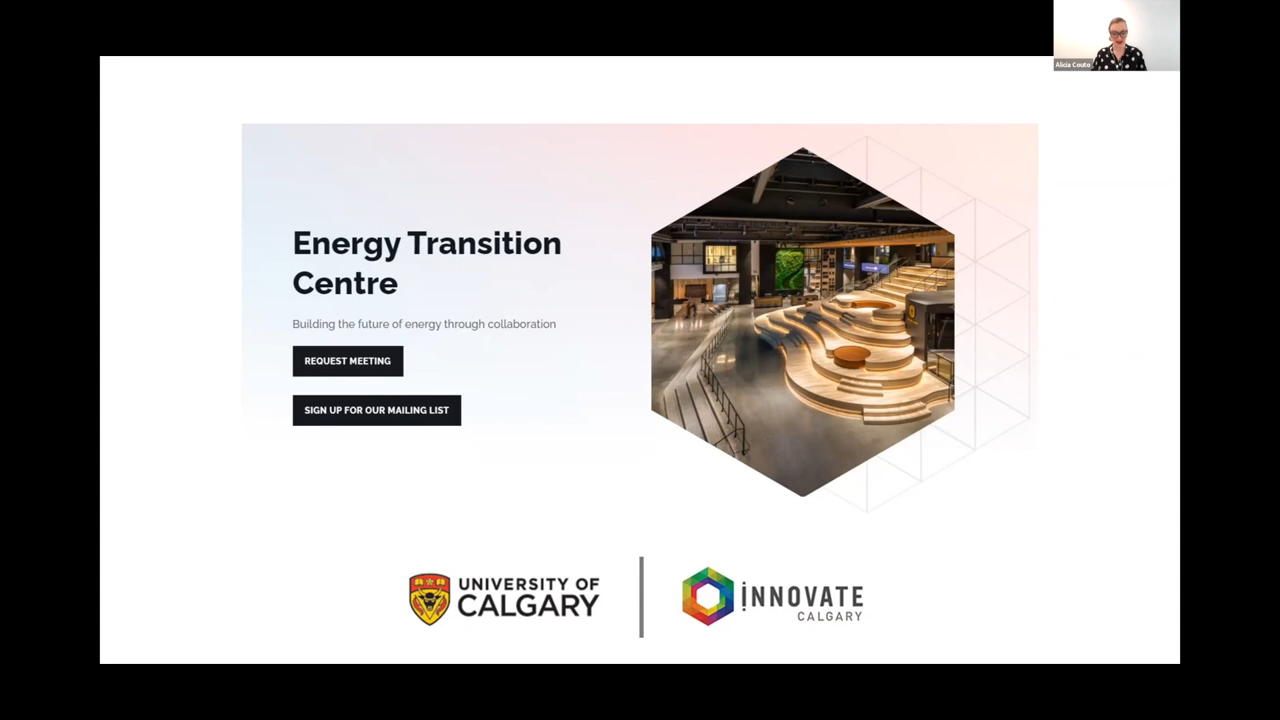 Alicia Couto
Energy Transition
Centre
Building the future of energy through collaboration
REQUEST MEETING
SIGN UP FOR OUR MAILING LIST
UNIVERSITY OF
CALGARY
INNOVATE
CALGARY